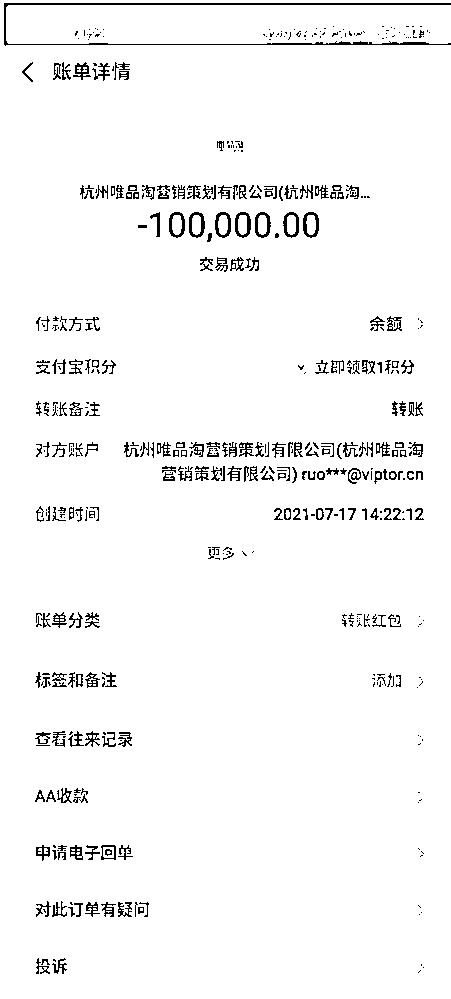 账单详情
杭州唯品淘营销策划有限公司(杭州唯品淘...
-100,000.00
交易成功
付款方式 余额
支付宝积分 立即领取1积分
转账备注 转账
对方账户 杭州唯品淘营销策划有限公司(杭州唯品淘
营销策划有限公司) ruo***@viptor.cn
创建时间 2021-07-17 14:22:12
更多
账单分类 转账红包
标签和备注 添加
查看往来记录
AA收款
申请电子回单
对此订单有疑问
投诉